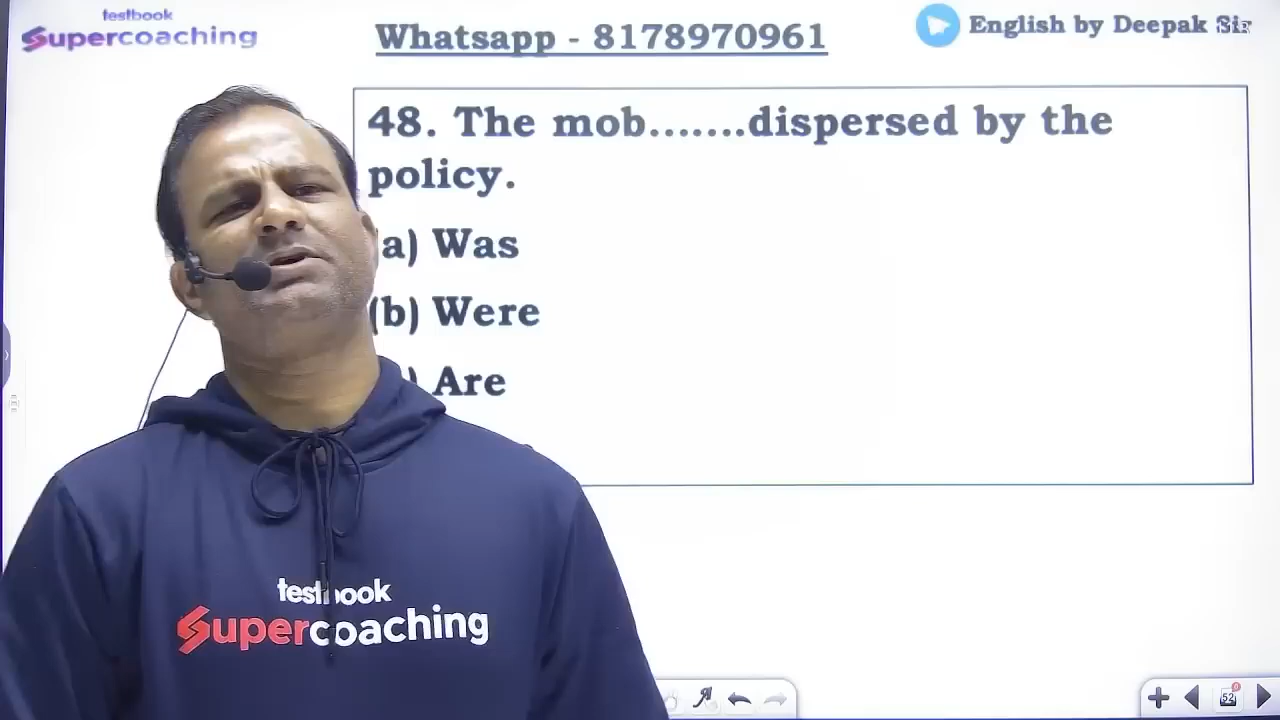 testbook
Supercoaching
Whatsapp - 8178970961
English by Deepak Sir
48. The mob.......dispersed by the
policy.
a) Was
(b) Were
) Are
testbook
Supercoaching
52